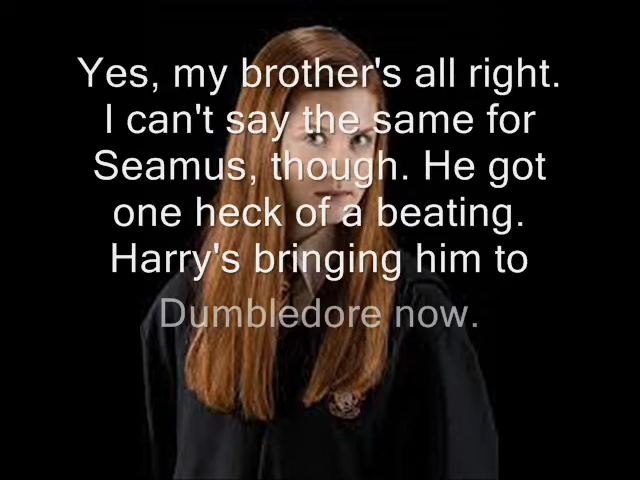 Yes, my brother's all right.
I can't say the same for
Seamus, though. He got
one heck of a beating.
Harry's bringing him to
Dumbledore now.